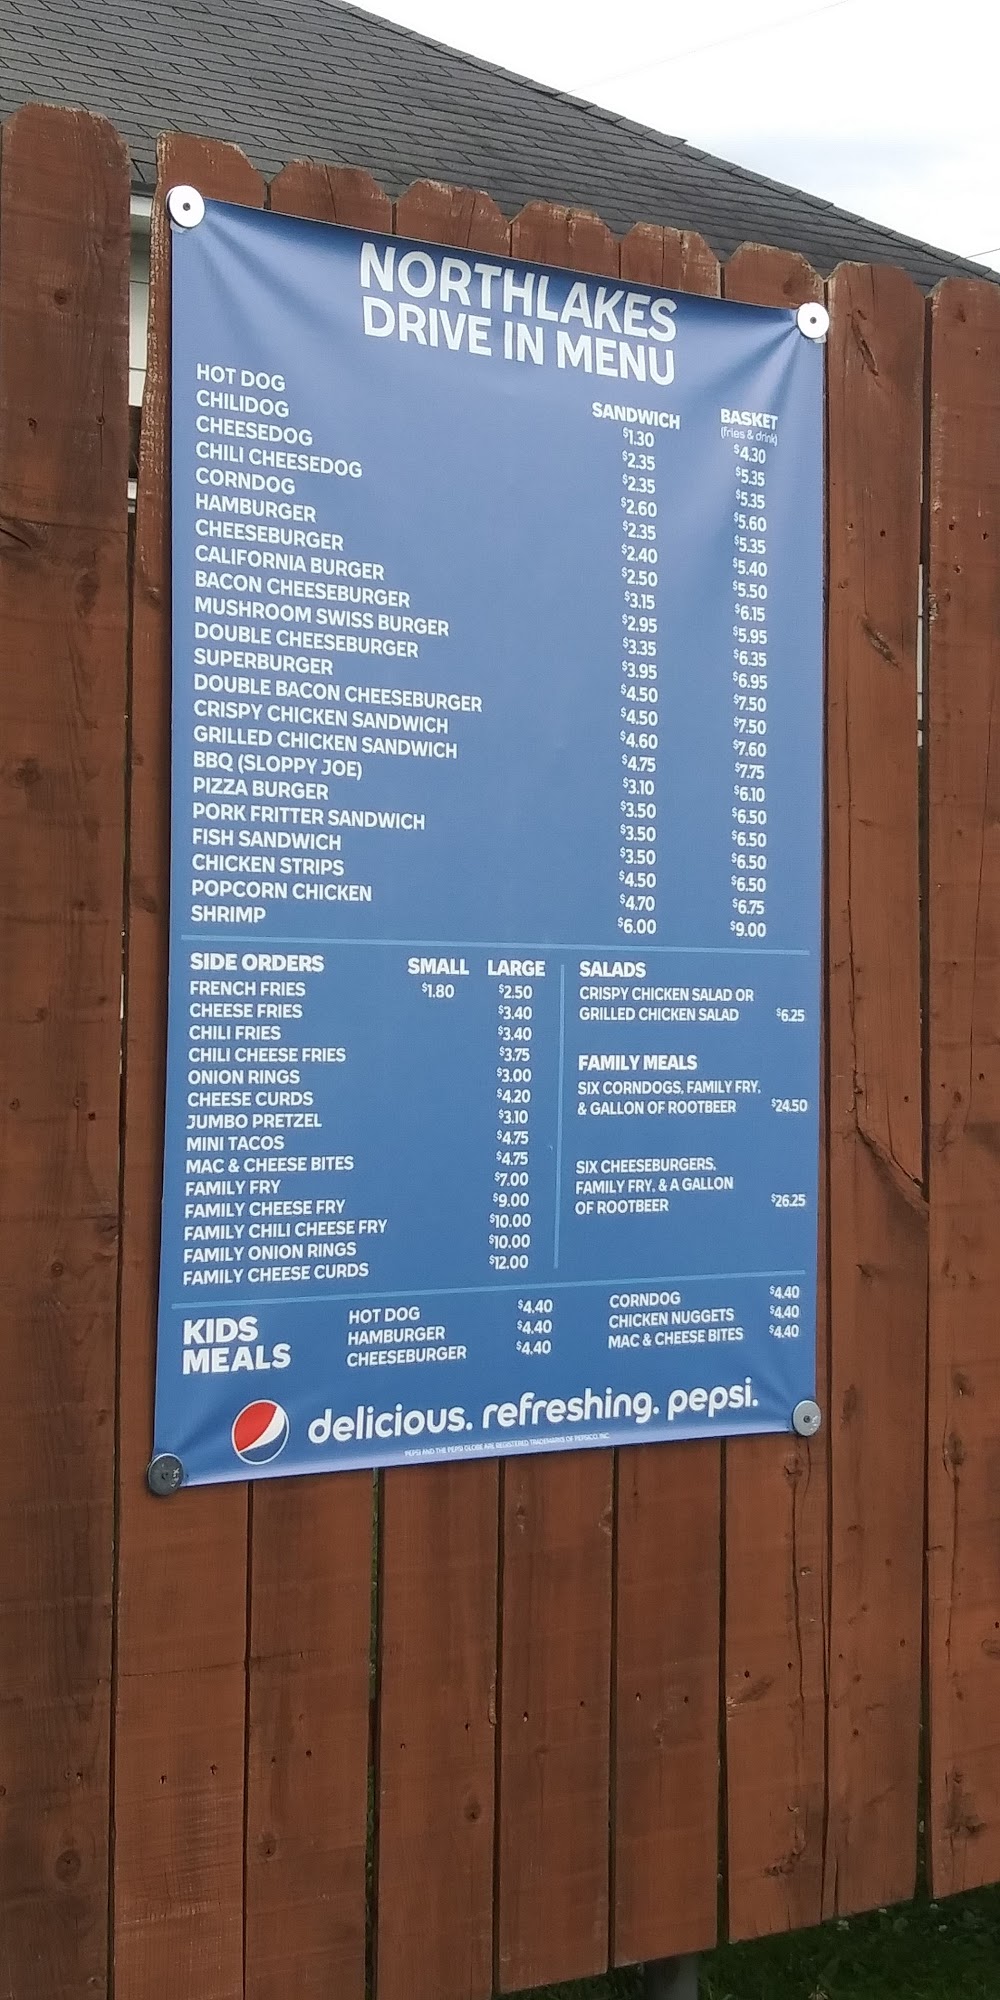 NORTHLAKES
DRIVE IN MENU
SANDWICH BASKET
(fries & drink)
HOT DOG $1.30 $4.30
CHILIDOG $2.35 $5.35
CHEESEDOG $2.35 $5.35
CHILI CHEESEDOG $2.60 $5.60
CORNDOG $2.35 $5.35
HAMBURGER $2.40 $5.40
CHEESEBURGER $2.50 $5.50
CALIFORNIA BURGER $3.15 $6.15
BACON CHEESEBURGER $2.95 $5.95
MUSHROOM SWISS BURGER $3.35 $6.35
DOUBLE CHEESEBURGER $3.95 $6.95
SUPERBURGER $4.50 $7.50
DOUBLE BACON CHEESEBURGER $4.50 $7.50
CRISPY CHICKEN SANDWICH $4.60 $7.60
GRILLED CHICKEN SANDWICH $4.75 $7.75
BBQ (SLOPPY JOE) $3.10 $6.10
PIZZA BURGER $3.50 $6.50
PORK FRITTER SANDWICH $3.50 $6.50
FISH SANDWICH $3.50 $6.50
CHICKEN STRIPS $4.50 $6.50
POPCORN CHICKEN $4.70 $6.75
SHRIMP $6.00 $9.00
SIDE ORDERS SMALL LARGE
FRENCH FRIES $1.80 $2.50
CHEESE FRIES $3.40
CHILI FRIES $3.40
CHILI CHEESE FRIES $3.75
ONION RINGS $3.00
CHEESE CURDS $4.20
JUMBO PRETZEL $3.10
MINI TACOS $4.75
MAC & CHEESE BITES $4.75
FAMILY FRY $7.00
FAMILY CHEESE FRY $9.00
FAMILY CHILI CHEESE FRY $10.00
FAMILY ONION RINGS $10.00
FAMILY CHEESE CURDS $12.00
SALADS
CRISPY CHICKEN SALAD OR
GRILLED CHICKEN SALAD $6.25
FAMILY MEALS
SIX CORNDOGS, FAMILY FRY,
& GALLON OF ROOTBEER $24.50
SIX CHEESEBURGERS,
FAMILY FRY, & A GALLON
OF ROOTBEER $26.25
KIDS
MEALS
HOT DOG $4.40
HAMBURGER $4.40
CHEESEBURGER $4.40
CORNDOG $4.40
CHICKEN NUGGETS $4.40
MAC & CHEESE BITES $4.40
delicious. refreshing. pepsi.
PEPSI AND THE PEPSI GLOBE ARE REGISTERED TRADEMARKS OF PEPSICO, INC.